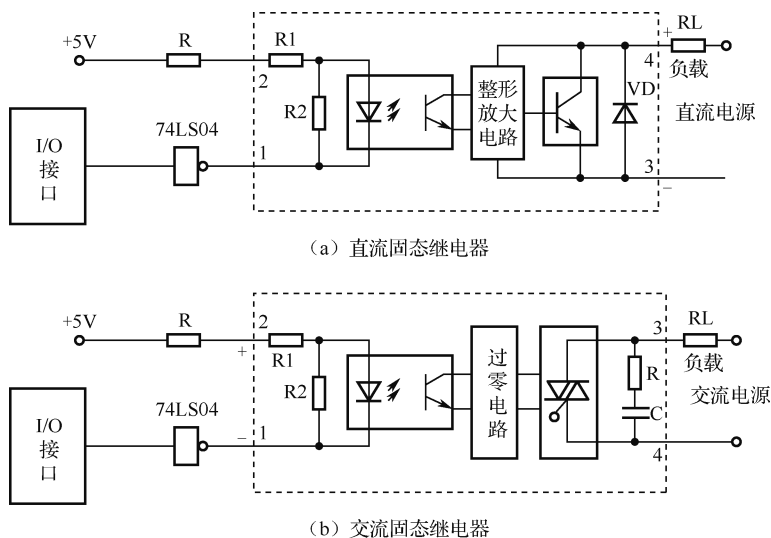 +5V
R
R1
RL
+
2
4
负载
R2
VD
整形
放大
电路
直流电源
I/O
接
口
74LS04
1
3
−
（a）直流固态继电器
+5V
R
2
3
RL
+
R1
负载
R2
过
零
电
路
R
交流电源
I/O
接
口
74LS04
C
−
1
4
（b）交流固态继电器